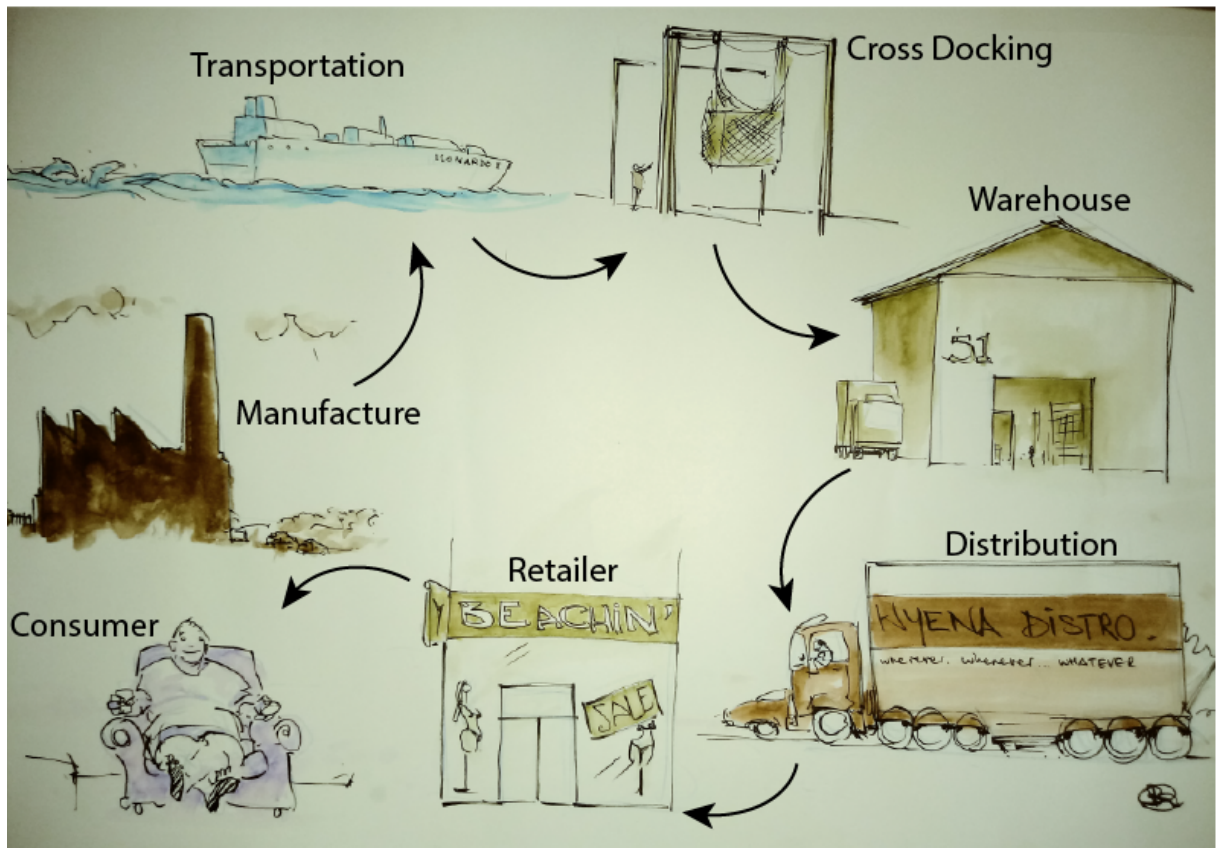 Transportation
Cross Docking
Warehouse
51
Manufacture
Distribution
HYENA DISTRO.
wherever. whenever... WHATEVER
Retailer
BEACHIN'
SALE
Consumer